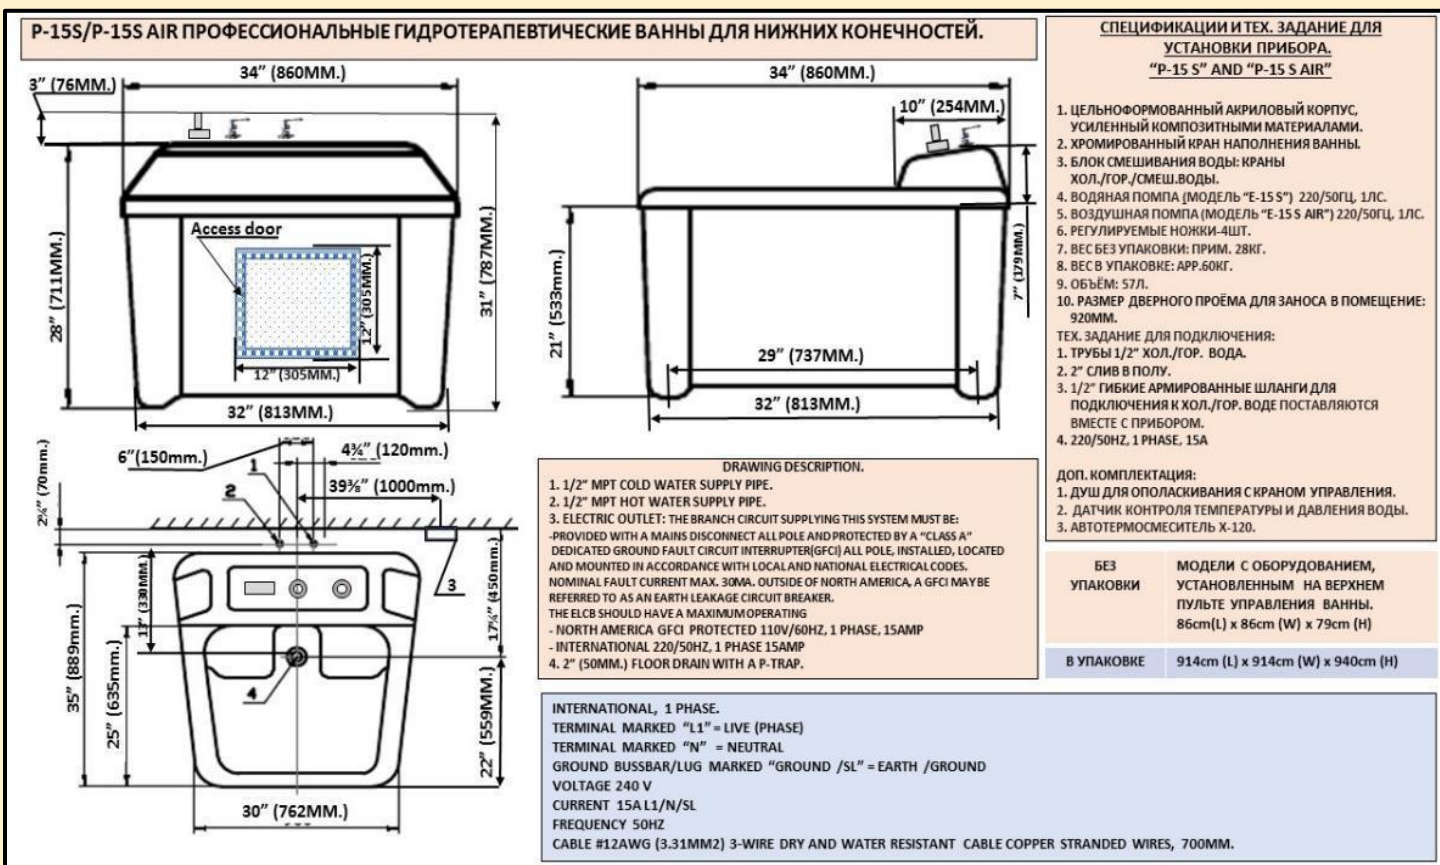 P-15S/P-15S AIR ПРОФЕССИОНАЛЬНЫЕ ГИДРОТЕРАПЕВТИЧЕСКИЕ ВАННЫ ДЛЯ НИЖНИХ КОНЕЧНОСТЕЙ.
34” (860MM.)
3” (76MM.)
28” (711MM.)
31” (787MM.)
Access door
12” (305MM.)
12” (305MM.)
32” (813MM.)
34” (860MM.)
10” (254MM.)
21” (533mm.)
7” (179MM.)
29” (737MM.)
32” (813MM.)
6”(150mm.)
4¾” (120mm.)
39⅜” (1000mm.)
1
2
3
4
2¾” (70mm.)
13” (330MM.)
17¼” (450mm.)
35” (889mm.)
25” (635mm.)
22” (559MM.)
30” (762MM.)
DRAWING DESCRIPTION.
1. 1/2” MPT COLD WATER SUPPLY PIPE.
2. 1/2” MPT HOT WATER SUPPLY PIPE.
3. ELECTRIC OUTLET: THE BRANCH CIRCUIT SUPPLYING THIS SYSTEM MUST BE:
-PROVIDED WITH A MAINS DISCONNECT ALL POLE AND PROTECTED BY A “CLASS A”
DEDICATED GROUND FAULT CIRCUIT INTERRUPTER(GFCI) ALL POLE, INSTALLED, LOCATED
AND MOUNTED IN ACCORDANCE WITH LOCAL AND NATIONAL ELECTRICAL CODES.
NOMINAL FAULT CURRENT MAX. 30MA. OUTSIDE OF NORTH AMERICA, A GFCI MAY BE
REFERRED TO AS AN EARTH LEAKAGE CIRCUIT BREAKER.
THE ELCB SHOULD HAVE A MAXIMUM OPERATING
- NORTH AMERICA GFCI PROTECTED 110V/60HZ, 1 PHASE, 15AMP
- INTERNATIONAL 220/50HZ, 1 PHASE 15AMP
4. 2” (50MM.) FLOOR DRAIN WITH A P-TRAP.
СПЕЦИФИКАЦИИ И ТЕХ. ЗАДАНИЕ ДЛЯ
УСТАНОВКИ ПРИБОРА.
“P-15 S” AND “P-15 S AIR”
1. ЦЕЛЬНОФОРМОВАННЫЙ АКРИЛОВЫЙ КОРПУС,
УСИЛЕННЫЙ КОМПОЗИТНЫМИ МАТЕРИАЛАМИ.
2. ХРОМИРОВАННЫЙ КРАН НАПОЛНЕНИЯ ВАННЫ.
3. БЛОК СМЕШИВАНИЯ ВОДЫ: КРАНЫ
ХОЛ./ГОР./СМЕШ.ВОДЫ.
4. ВОДЯНАЯ ПОМПА (МОДЕЛЬ “E-15 S”) 220/50ГЦ, 1ЛС.
5. ВОЗДУШНАЯ ПОМПА (МОДЕЛЬ “E-15 S AIR”) 220/50ГЦ, 1ЛС.
6. РЕГУЛИРУЕМЫЕ НОЖКИ-4ШТ.
7. ВЕС БЕЗ УПАКОВКИ: ПРИМ. 28КГ.
8. ВЕС В УПАКОВКЕ: APP.60КГ.
9. ОБЪЁМ: 57Л.
10. РАЗМЕР ДВЕРНОГО ПРОЁМА ДЛЯ ЗАНОСА В ПОМЕЩЕНИЕ:
920ММ.
ТЕХ. ЗАДАНИЕ ДЛЯ ПОДКЛЮЧЕНИЯ:
1. ТРУБЫ 1/2” ХОЛ./ГОР. ВОДА.
2. 2” СЛИВ В ПОЛУ.
3. 1/2” ГИБКИЕ АРМИРОВАННЫЕ ШЛАНГИ ДЛЯ
ПОДКЛЮЧЕНИЯ К ХОЛ./ГОР. ВОДЕ ПОСТАВЛЯЮТСЯ
ВМЕСТЕ С ПРИБОРОМ.
4. 220/50HZ, 1 PHASE, 15A
ДОП. КОМПЛЕКТАЦИЯ:
1. ДУШ ДЛЯ ОПОЛАСКИВАНИЯ С КРАНОМ УПРАВЛЕНИЯ.
2. ДАТЧИК КОНТРОЛЯ ТЕМПЕРАТУРЫ И ДАВЛЕНИЯ ВОДЫ.
3. АВТОТЕРМОСМЕСИТЕЛЬ X-120.
БЕЗ
УПАКОВКИ
МОДЕЛИ С ОБОРУДОВАНИЕМ,
УСТАНОВЛЕННЫМ НА ВЕРХНЕМ
ПУЛЬТЕ УПРАВЛЕНИЯ ВАННЫ.
86cm(L) x 86cm (W) x 79cm (H)
В УПАКОВКЕ
914cm (L) x 914cm (W) x 940cm (H)
INTERNATIONAL, 1 PHASE.
TERMINAL MARKED “L1” = LIVE (PHASE)
TERMINAL MARKED “N” = NEUTRAL
GROUND BUSSBAR/LUG MARKED “GROUND /SL” = EARTH /GROUND
VOLTAGE 240 V
CURRENT 15A L1/N/SL
FREQUENCY 50HZ
CABLE #12AWG (3.31MM2) 3-WIRE DRY AND WATER RESISTANT CABLE COPPER STRANDED WIRES, 700MM.